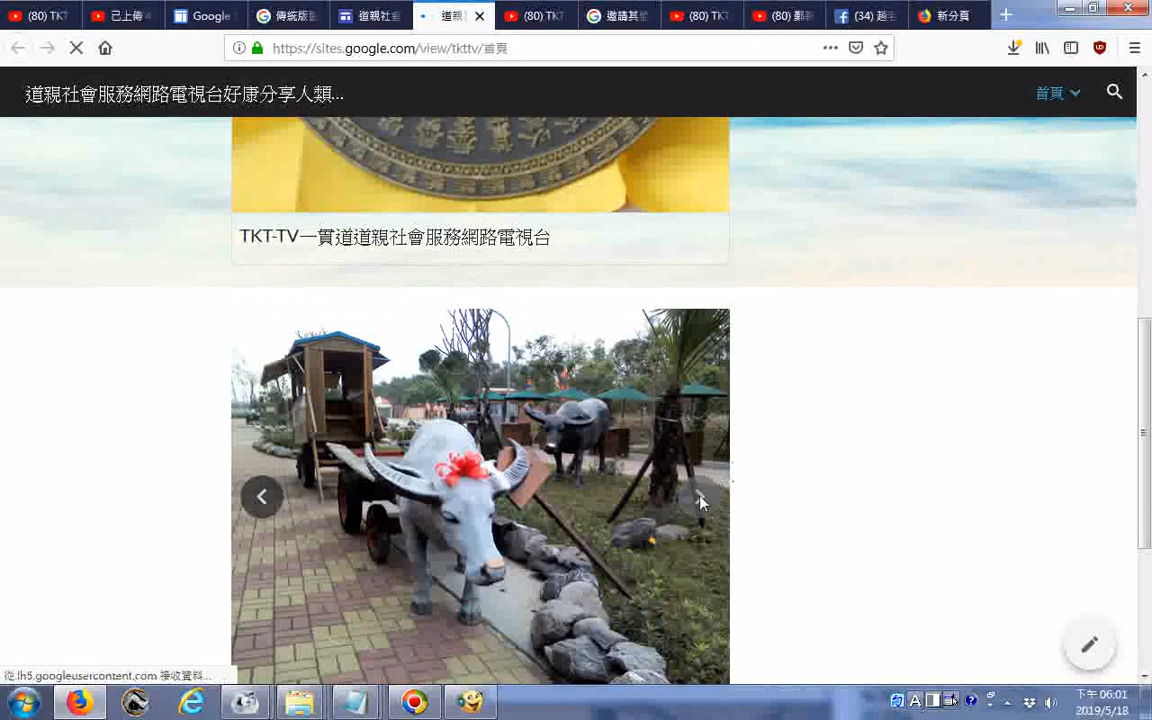 (80) TKT
已上傳
Google
傳統版
道親社會
道親
(80) TKT
邀請其他
(80) TKT
(80) 鄭
(34) 趙
新分頁
https://sites.google.com/view/tkttv/首頁
道親社會服務網路電視台好康分享人類...
首頁
TKT-TV一貫道道親社會服務網路電視台
從 lh5.googleusercontent.com 接收資料...
下午 06:01
2019/5/18